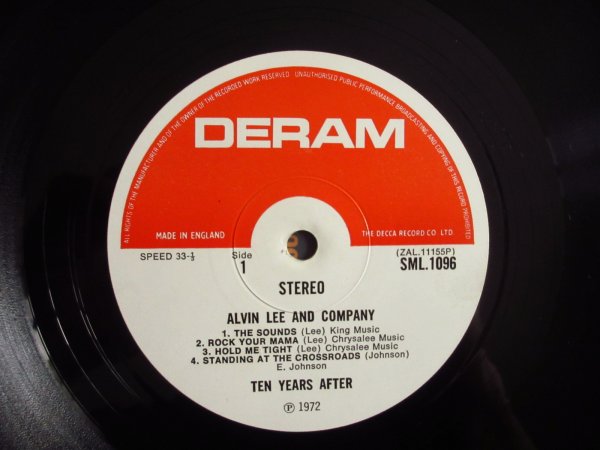 ALL RIGHTS OF THE MANUFACTURER AND OF THE OWNER OF THE RECORDED WORK RESERVED UNAUTHORISED PUBLIC PERFORMANCE BROADCASTING AND COPYING OF THIS RECORD PROHIBITED
DERAM
MADE IN ENGLAND
THE DECCA RECORD CO. LTD.
SPEED 33-⅓
Side
1
(ZAL.11155P)
SML.1096
STEREO
ALVIN LEE AND COMPANY
1. THE SOUNDS (Lee) King Music
2. ROCK YOUR MAMA (Lee) Chrysalee Music
3. HOLD ME TIGHT (Lee) Chrysalee Music
4. STANDING AT THE CROSSROADS (Johnson)
E. Johnson
TEN YEARS AFTER
℗ 1972